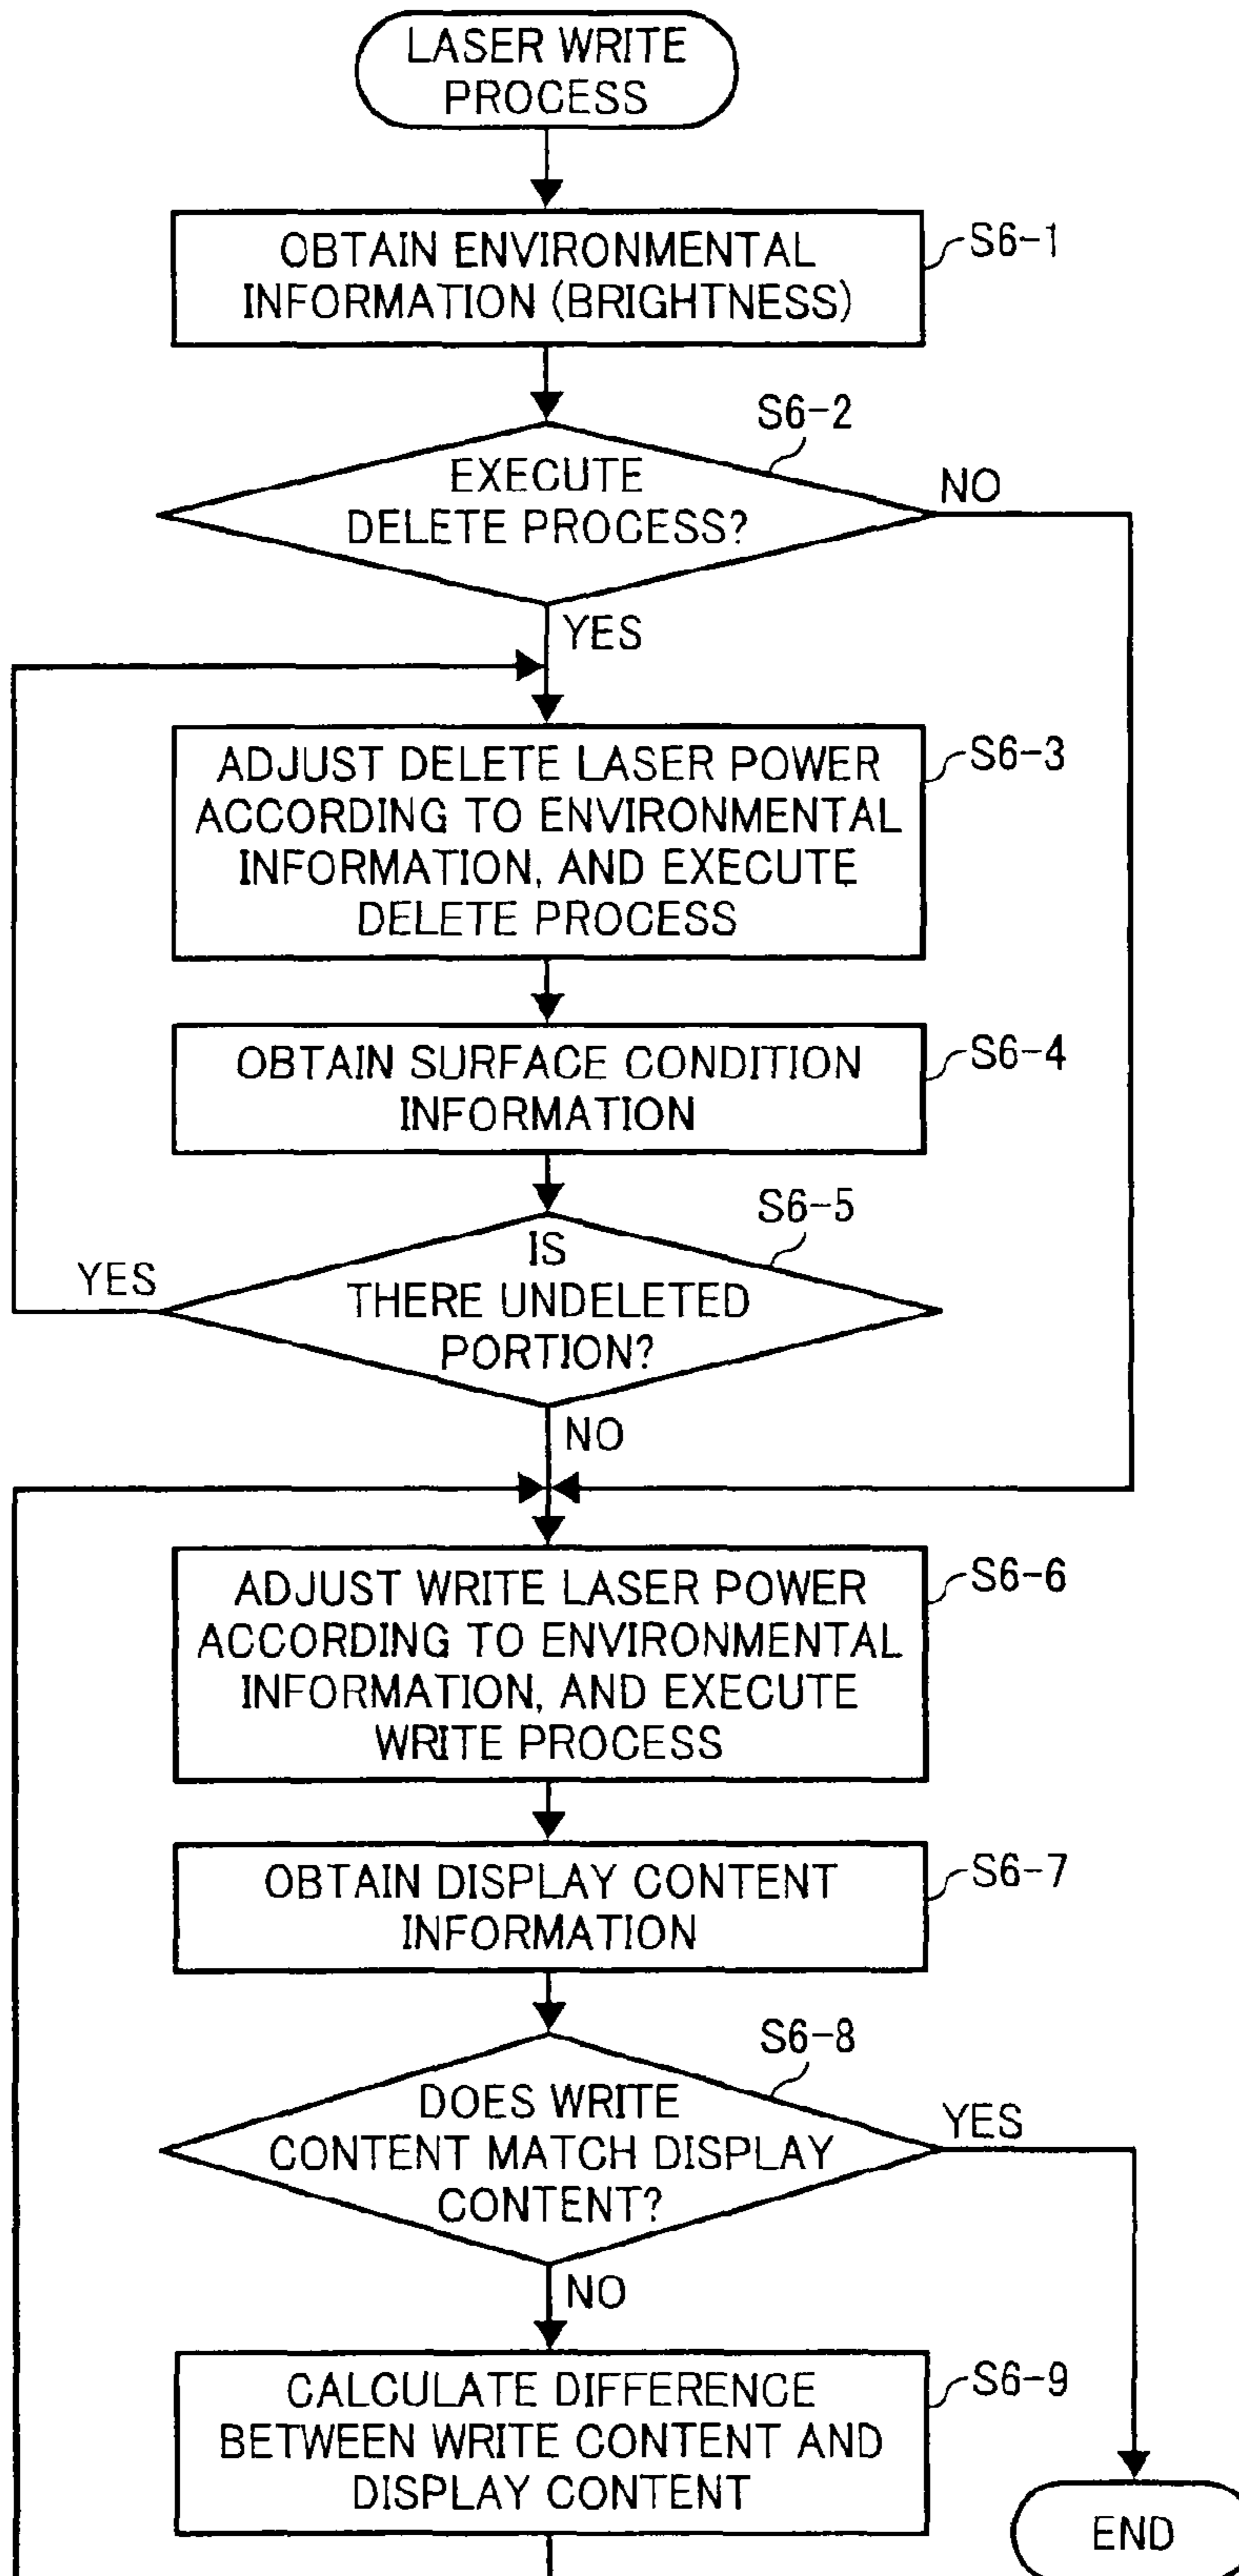 LASER WRITE
PROCESS
OBTAIN ENVIRONMENTAL
INFORMATION (BRIGHTNESS)
S6-1
S6-2
EXECUTE
DELETE PROCESS?
NO
YES
ADJUST DELETE LASER POWER
ACCORDING TO ENVIRONMENTAL
INFORMATION, AND EXECUTE
DELETE PROCESS
S6-3
OBTAIN SURFACE CONDITION
INFORMATION
S6-4
S6-5
IS
THERE UNDELETED
PORTION?
YES
NO
ADJUST WRITE LASER POWER
ACCORDING TO ENVIRONMENTAL
INFORMATION, AND EXECUTE
WRITE PROCESS
S6-6
OBTAIN DISPLAY CONTENT
INFORMATION
S6-7
S6-8
DOES WRITE
CONTENT MATCH DISPLAY
CONTENT?
YES
NO
CALCULATE DIFFERENCE
BETWEEN WRITE CONTENT AND
DISPLAY CONTENT
S6-9
END